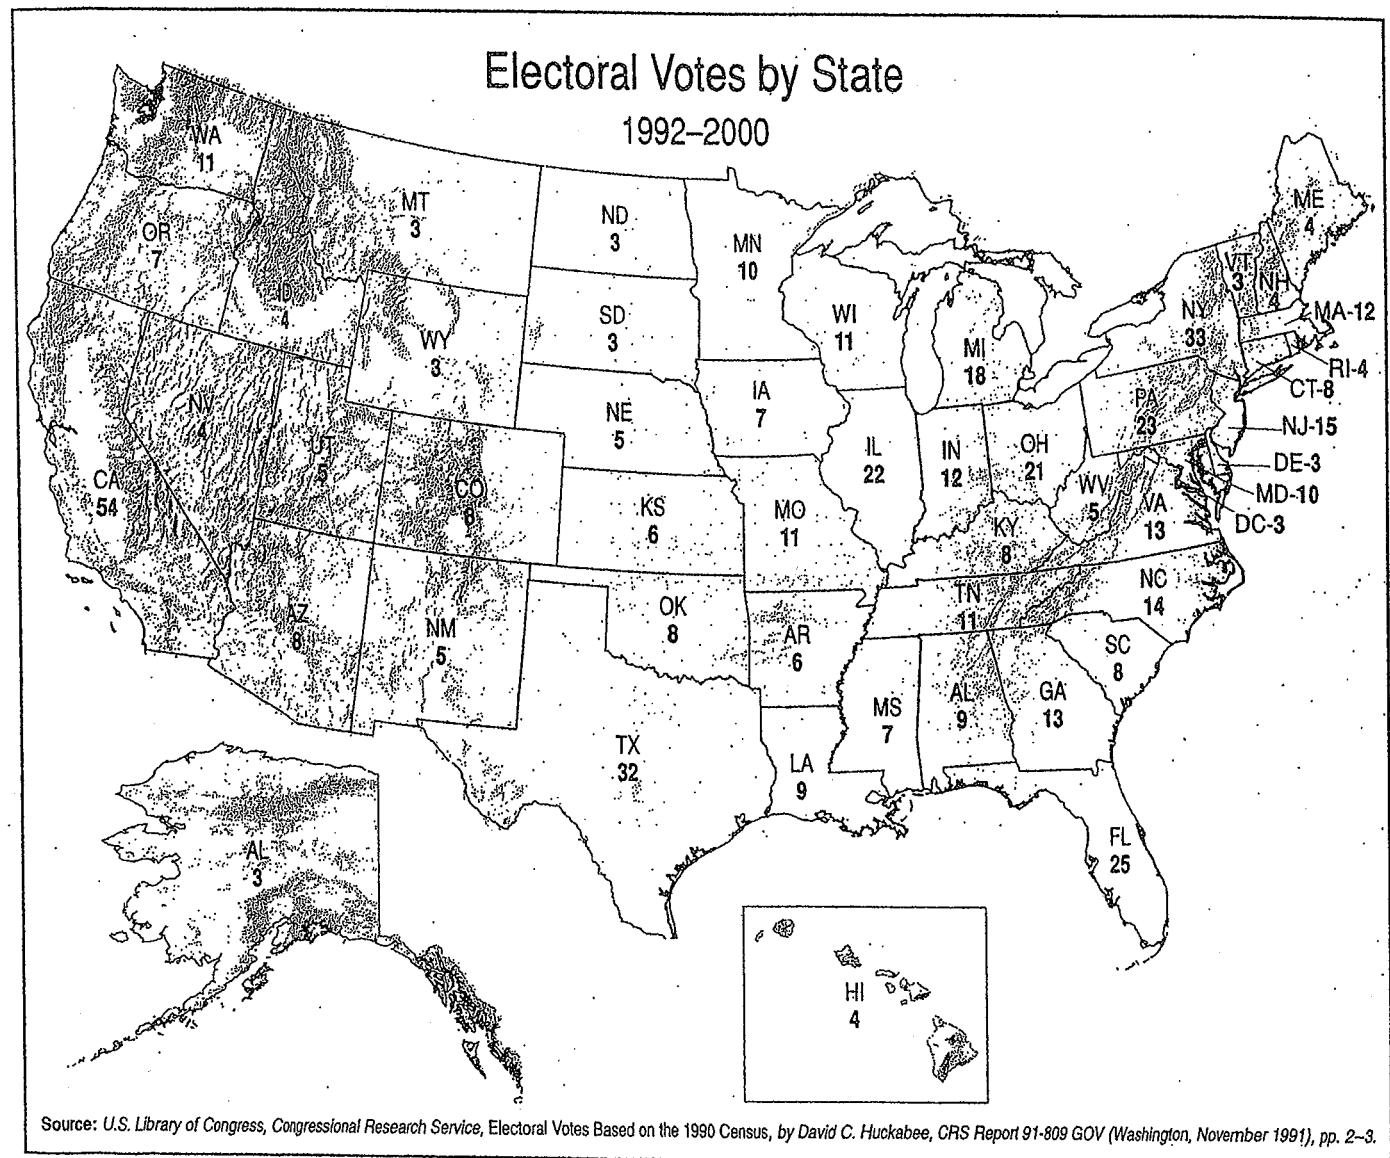 Electoral Votes by State
1992–2000
WA
11
OR
7
MT
3
ID
4
WY
3
ND
3
SD
3
NE
5
MN
10
IA
7
WI
11
MI
18
ME
4
VT
3
NH
4
NY
33
MA-12
RI-4
CT-8
PA
23
NJ-15
DE-3
MD-10
DC-3
NV
4
UT
5
CO
8
CA
54
KS
6
MO
11
IL
22
IN
12
OH
21
WV
5
VA
13
KY
8
NC
14
TN
11
AZ
8
NM
5
OK
8
AR
6
SC
8
MS
7
AL
9
GA
13
TX
32
LA
9
FL
25
AL
3
HI
4
Source: U.S. Library of Congress, Congressional Research Service, Electoral Votes Based on the 1990 Census, by David C. Huckabee, CRS Report 91-809 GOV (Washington, November 1991), pp. 2–3.